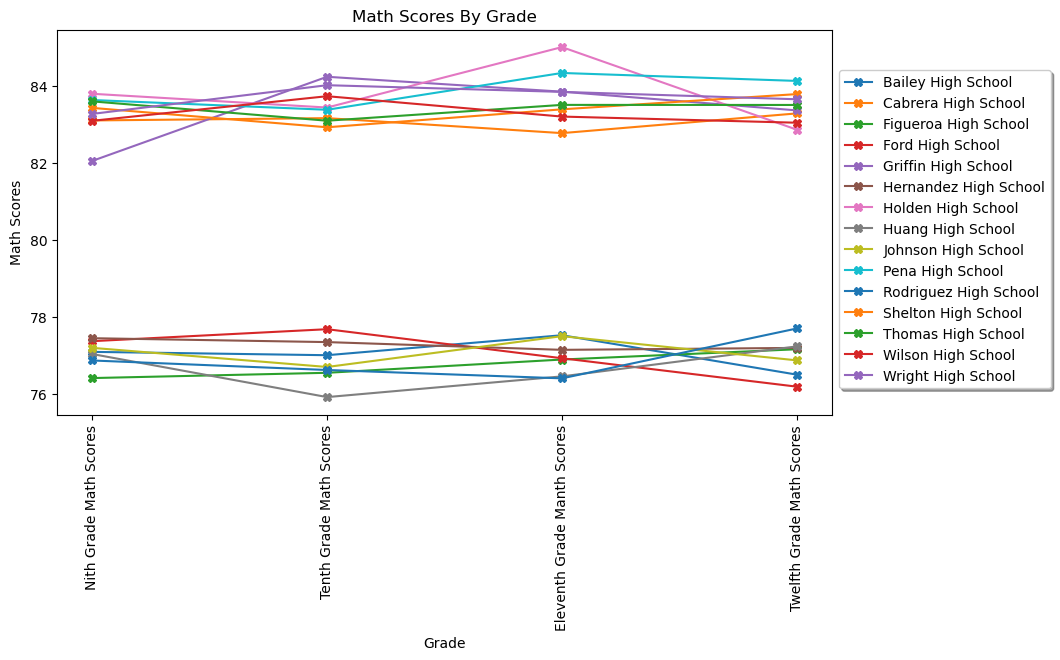 Math Scores By Grade
Math Scores
84
82
80
78
76
Nith Grade Math Scores
Tenth Grade Math Scores
Eleventh Grade Manth Scores
Twelfth Grade Math Scores
Grade
Bailey High School
Cabrera High School
Figueroa High School
Ford High School
Griffin High School
Hernandez High School
Holden High School
Huang High School
Johnson High School
Pena High School
Rodriguez High School
Shelton High School
Thomas High School
Wilson High School
Wright High School